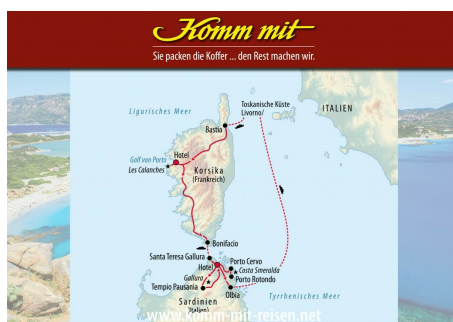 Komm mit
Sie packen die Koffer ... den Rest machen wir.
Ligurisches Meer
Toskanische Küste
Livorno/
ITALIEN
Bastia
Hotel
Golf von Porto
Les Calanches
Korsika
(Frankreich)
Bonifacio
Santa Teresa Gallura
Hotel
Porto Cervo
Costa Smeralda
Gallura
Porto Rotondo
Tempio Pausania
Olbia
Sardinien
Tyrrhenisches Meer
(Italien)
www.komm-mit-reisen.net